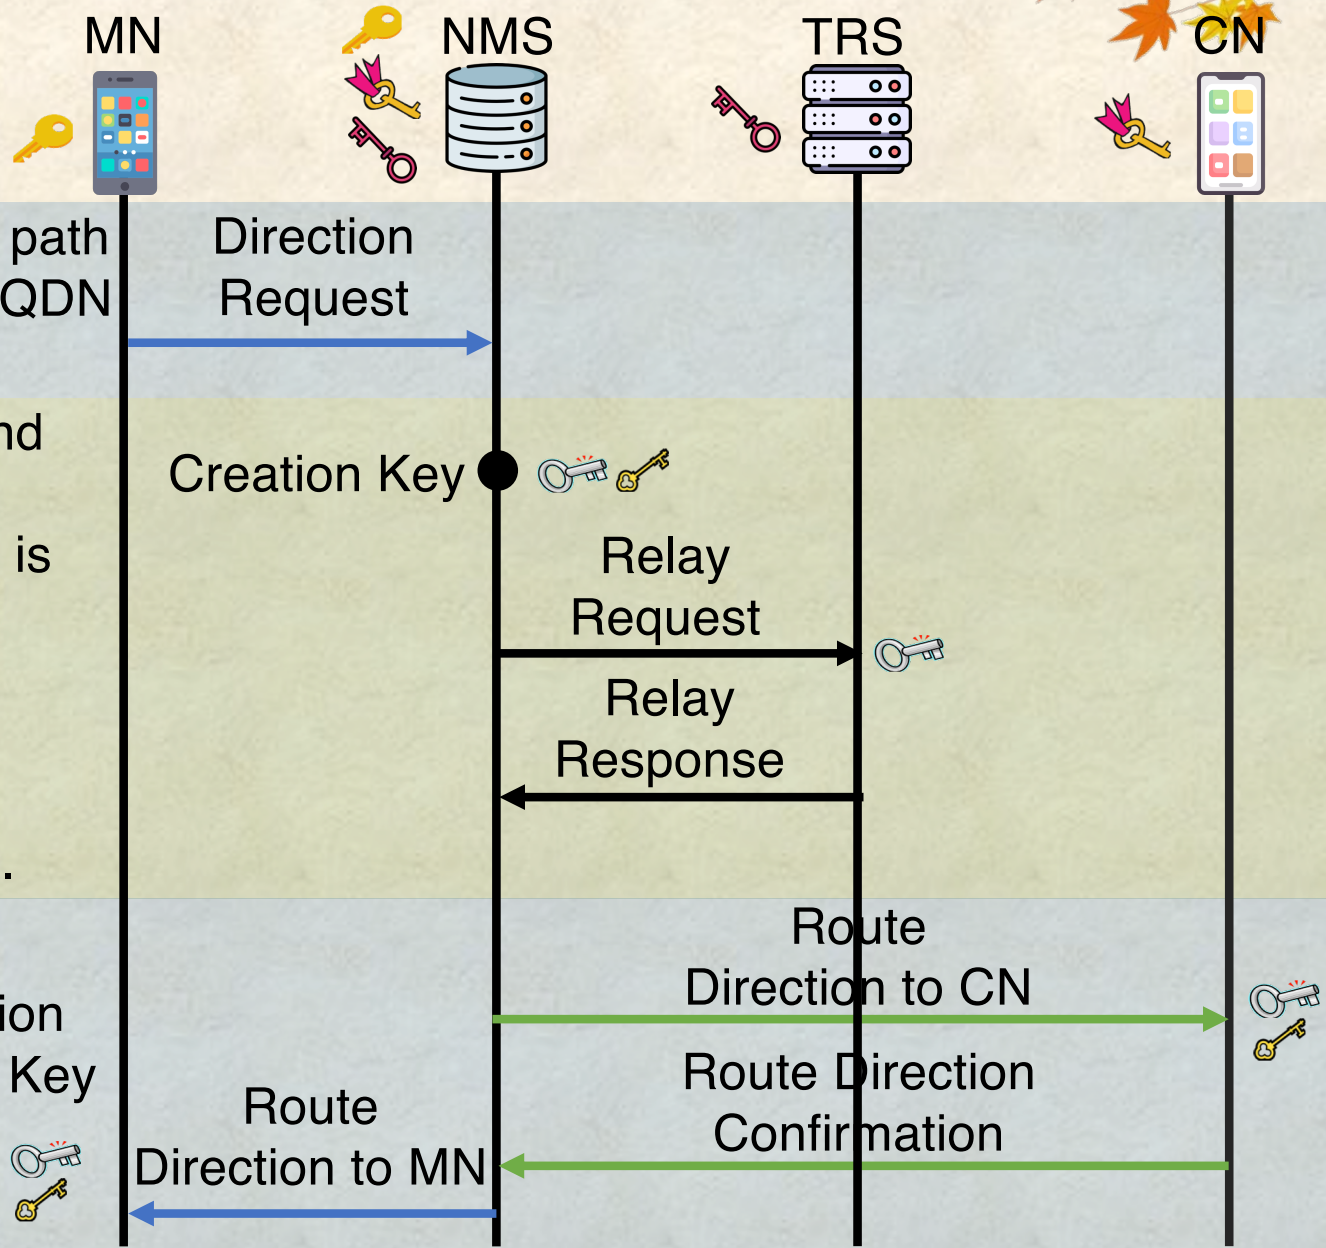 MN
NMS
TRS
CN
path
QDN
Direction
Request
nd
Creation Key
is
Relay
Request
Relay
Response
.
Route
Direction to CN
ion
Key
Route Direction
Confirmation
Route
Direction to MN